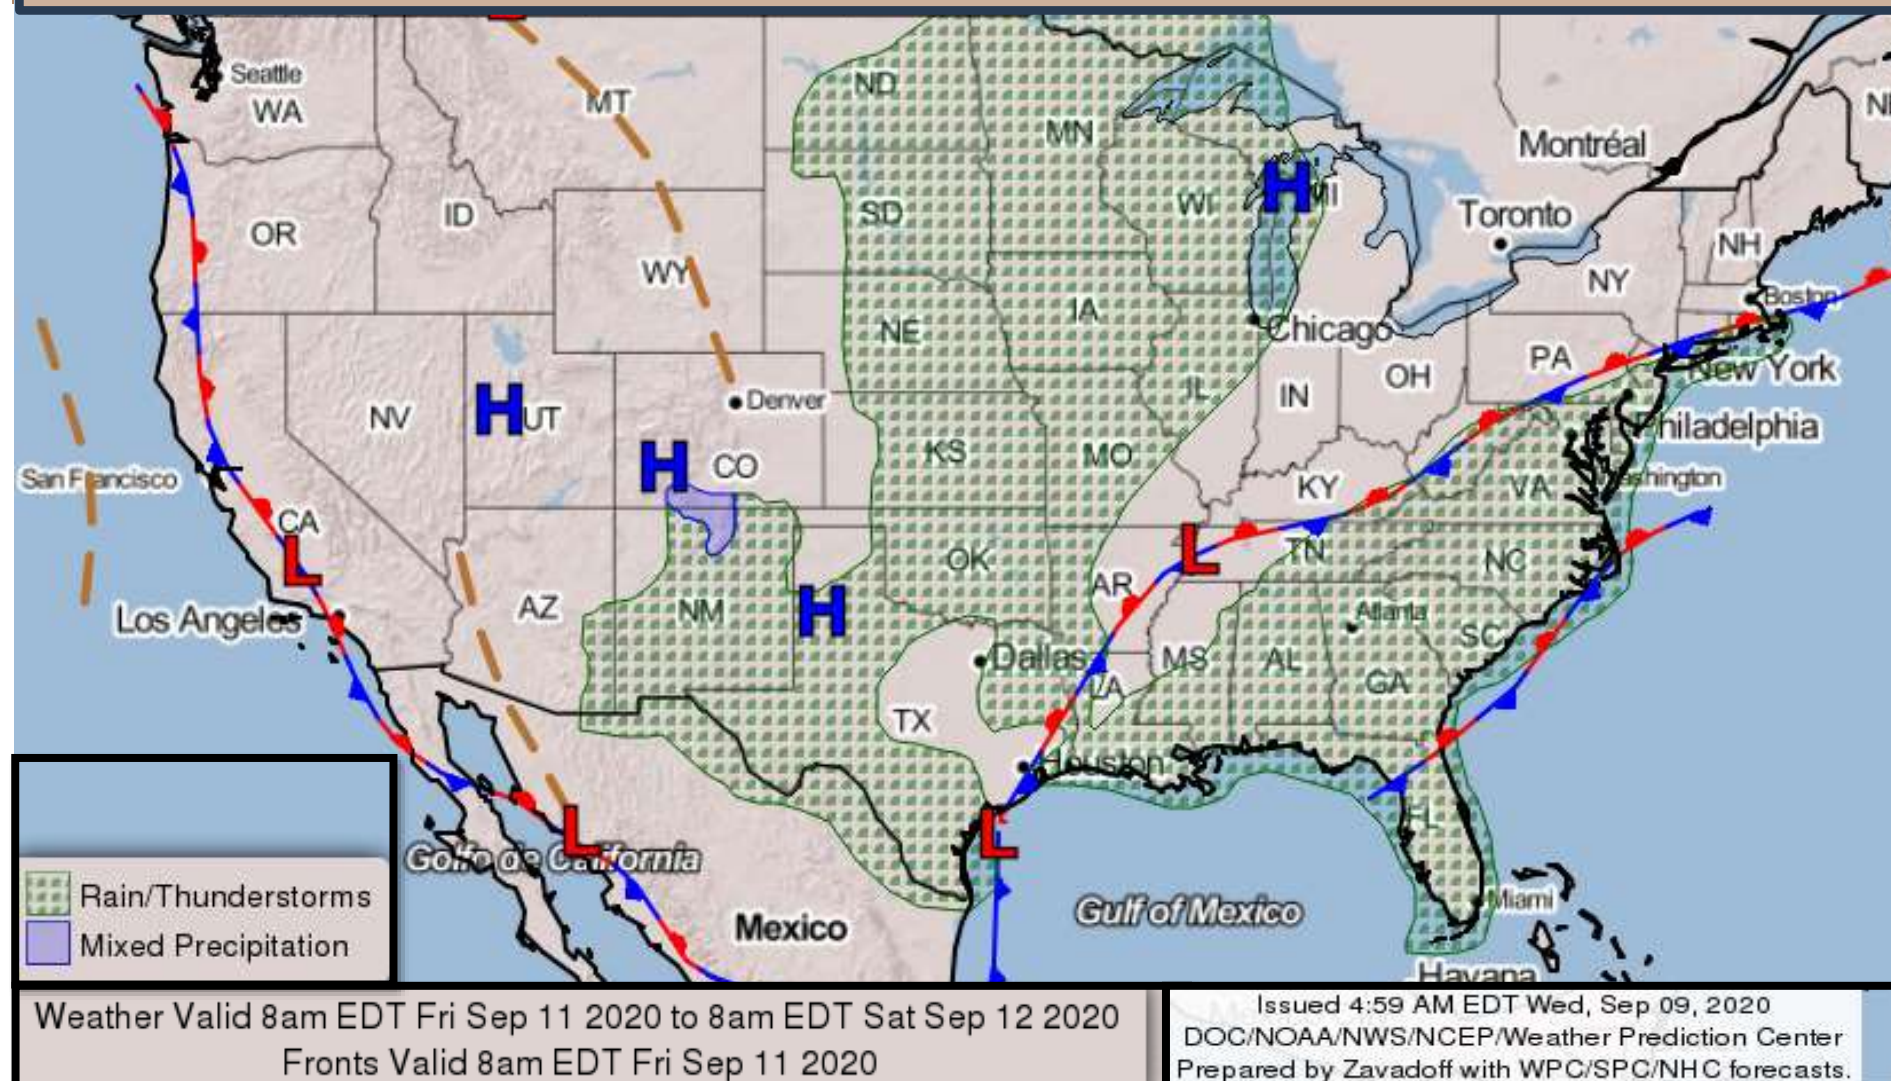 Seattle
WA
MT
ND
MN
Montréal
OR
ID
SD
WI
H
MI
Toronto
NH
WY
NY
Boston
NE
IA
Chicago
PA
New York
NV
H
UT
Denver
KS
IL
IN
OH
Philadelphia
San Francisco
H
CO
MO
KY
VA
Washington
CA
L
Los Angeles
AZ
NM
H
OK
AR
L
TN
NC
Atlanta
SC
Dallas
TX
LA
MS
AL
GA
Houston
L
Golfo de California
L
FL
Mexico
Gulf of Mexico
Miami
Havana
Rain/Thunderstorms
Mixed Precipitation
Weather Valid 8am EDT Fri Sep 11 2020 to 8am EDT Sat Sep 12 2020
Fronts Valid 8am EDT Fri Sep 11 2020
Issued 4:59 AM EDT Wed, Sep 09, 2020
DOC/NOAA/NWS/NCEP/Weather Prediction Center
Prepared by Zavadoff with WPC/SPC/NHC forecasts.